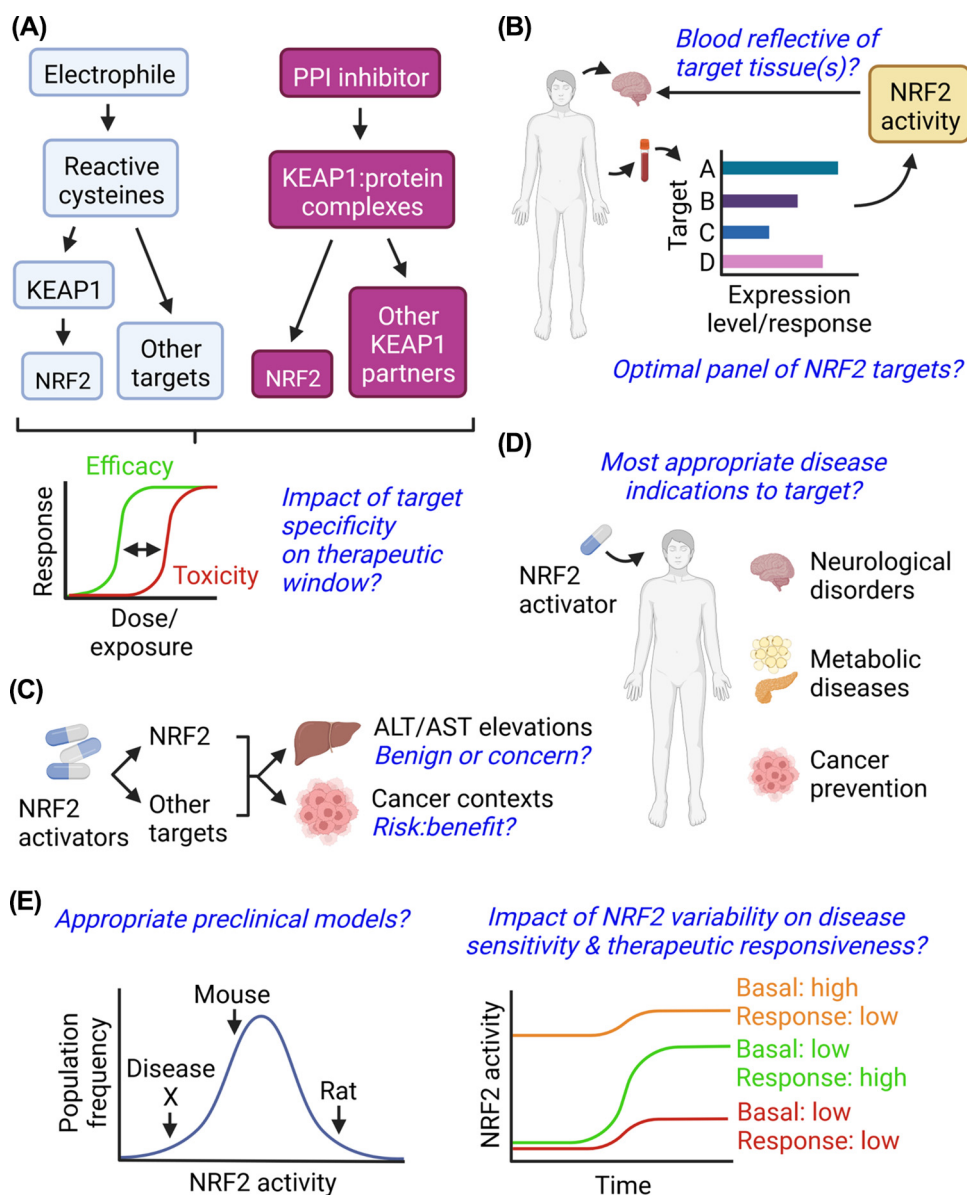 (A)
Electrophile
Reactive
cysteines
KEAP1
NRF2
Other
targets
PPI inhibitor
KEAP1:protein
complexes
NRF2
Other
KEAP1
partners
Efficacy
Toxicity
Response
Dose/
exposure
Impact of target
specificity
on therapeutic
window?
(B)
Blood reflective of
target tissue(s)?
NRF2
activity
Target
A
B
C
D
Expression
level/response
Optimal panel of NRF2 targets?
(C)
NRF2
activators
NRF2
Other
targets
ALT/AST elevations
Benign or concern?
Cancer contexts
Risk:benefit?
(D)
Most appropriate disease
indications to target?
NRF2
activator
Neurological
disorders
Metabolic
diseases
Cancer
prevention
(E)
Appropriate preclinical models?
Population
frequency
Disease
X
Mouse
Rat
NRF2 activity
Impact of NRF2 variability on disease
sensitivity & therapeutic responsiveness?
NRF2 activity
Basal: high
Response: low
Basal: low
Response: high
Basal: low
Response: low
Time